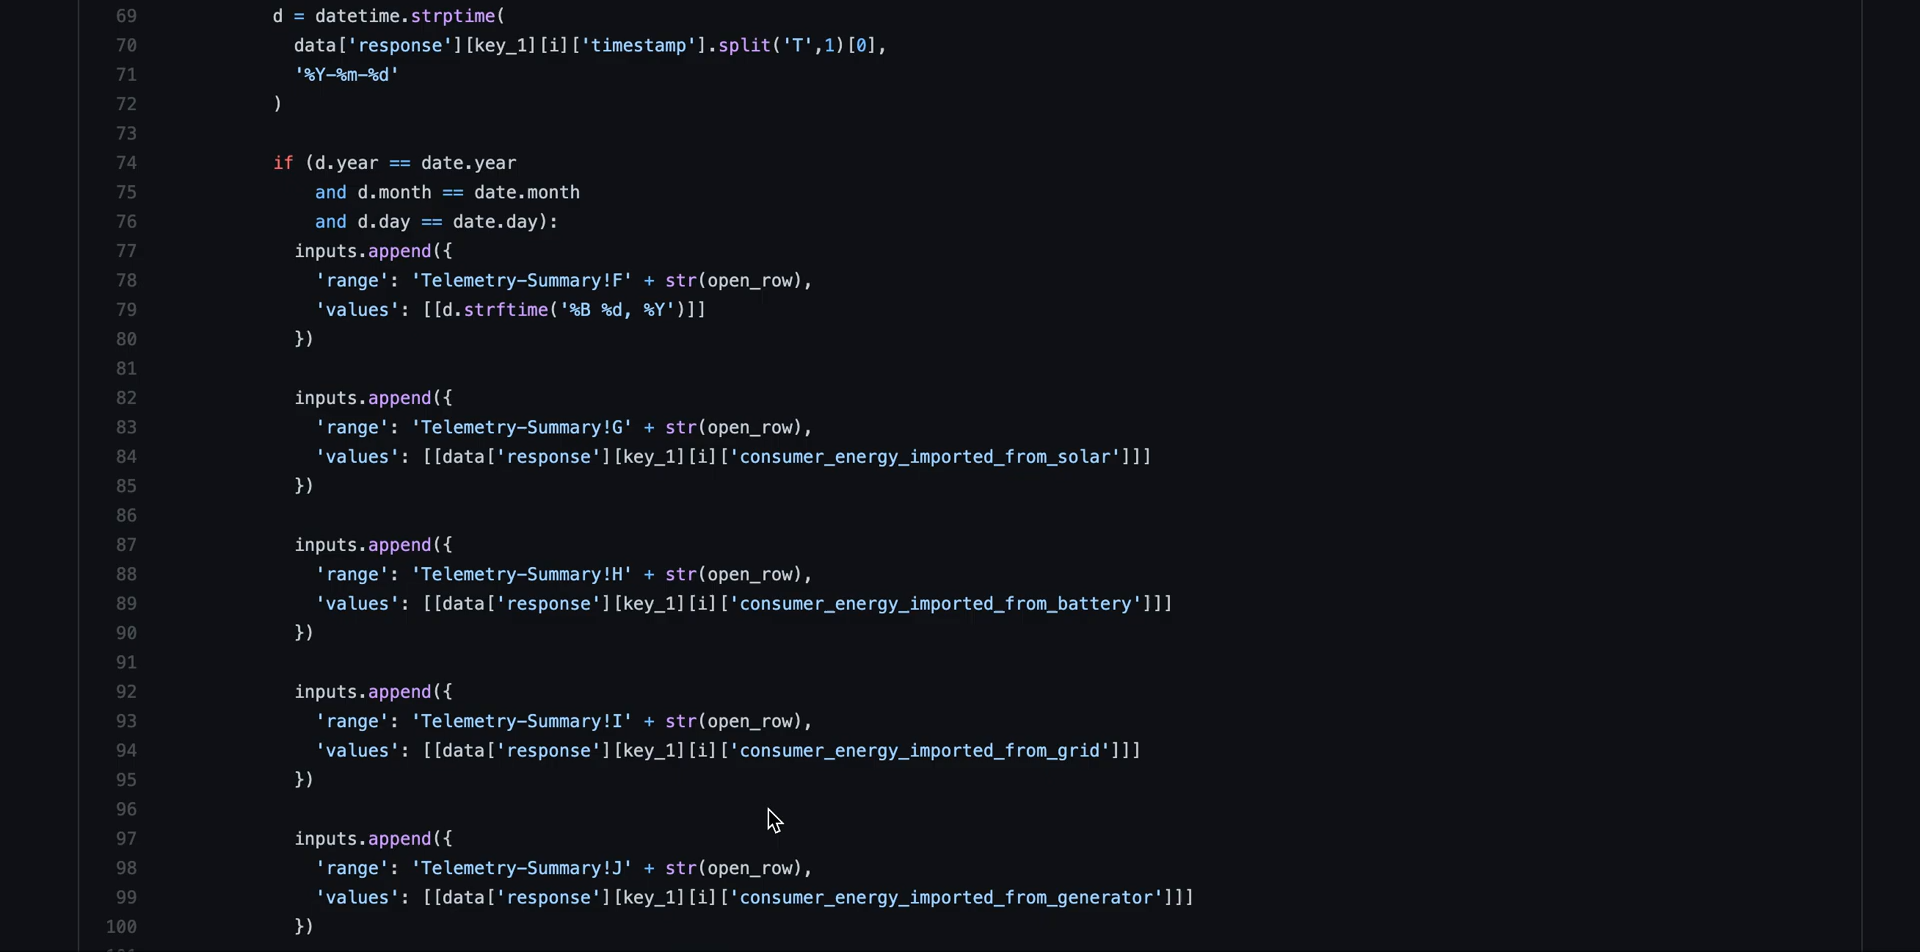 69 d = datetime.strptime(
70 data['response'][key_1][i]['timestamp'].split('T',1)[0],
71 '%Y-%m-%d'
72 )
73
74 if (d.year == date.year
75 and d.month == date.month
76 and d.day == date.day):
77 inputs.append({
78 'range': 'Telemetry-Summary!F' + str(open_row),
79 'values': [[d.strftime('%B %d, %Y')]]
80 })
81
82 inputs.append({
83 'range': 'Telemetry-Summary!G' + str(open_row),
84 'values': [[data['response'][key_1][i]['consumer_energy_imported_from_solar']]]
85 })
86
87 inputs.append({
88 'range': 'Telemetry-Summary!H' + str(open_row),
89 'values': [[data['response'][key_1][i]['consumer_energy_imported_from_battery']]]
90 })
91
92 inputs.append({
93 'range': 'Telemetry-Summary!I' + str(open_row),
94 'values': [[data['response'][key_1][i]['consumer_energy_imported_from_grid']]]
95 })
96
97 inputs.append({
98 'range': 'Telemetry-Summary!J' + str(open_row),
99 'values': [[data['response'][key_1][i]['consumer_energy_imported_from_generator']]]
100 })